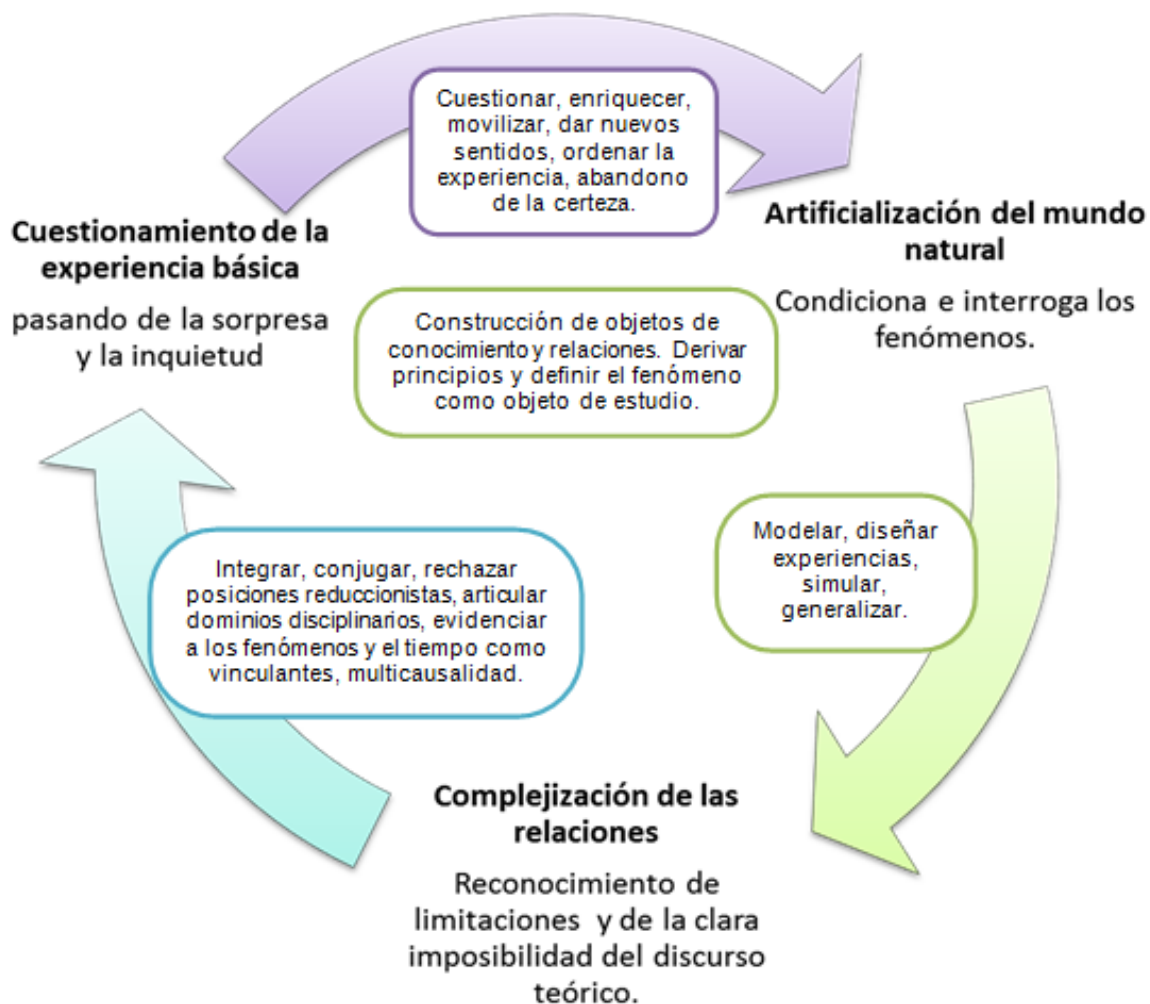 Cuestionar, enriquecer,
movilizar, dar nuevos
sentidos, ordenar la
experiencia, abandono
de la certeza.
Cuestionamiento de la
experiencia básica
pasando de la sorpresa
y la inquietud
Artificialización del mundo
natural
Condiciona e interroga los
fenómenos.
Construcción de objetos de
conocimiento y relaciones. Derivar
principios y definir el fenómeno
como objeto de estudio.
Modelar, diseñar
experiencias,
simular,
generalizar.
Integrar, conjugar, rechazar
posiciones reduccionistas, articular
dominios disciplinarios, evidenciar
a los fenómenos y el tiempo como
vinculantes, multicausalidad.
Complejización de las
relaciones
Reconocimiento de
limitaciones y de la clara
imposibilidad del discurso
teórico.